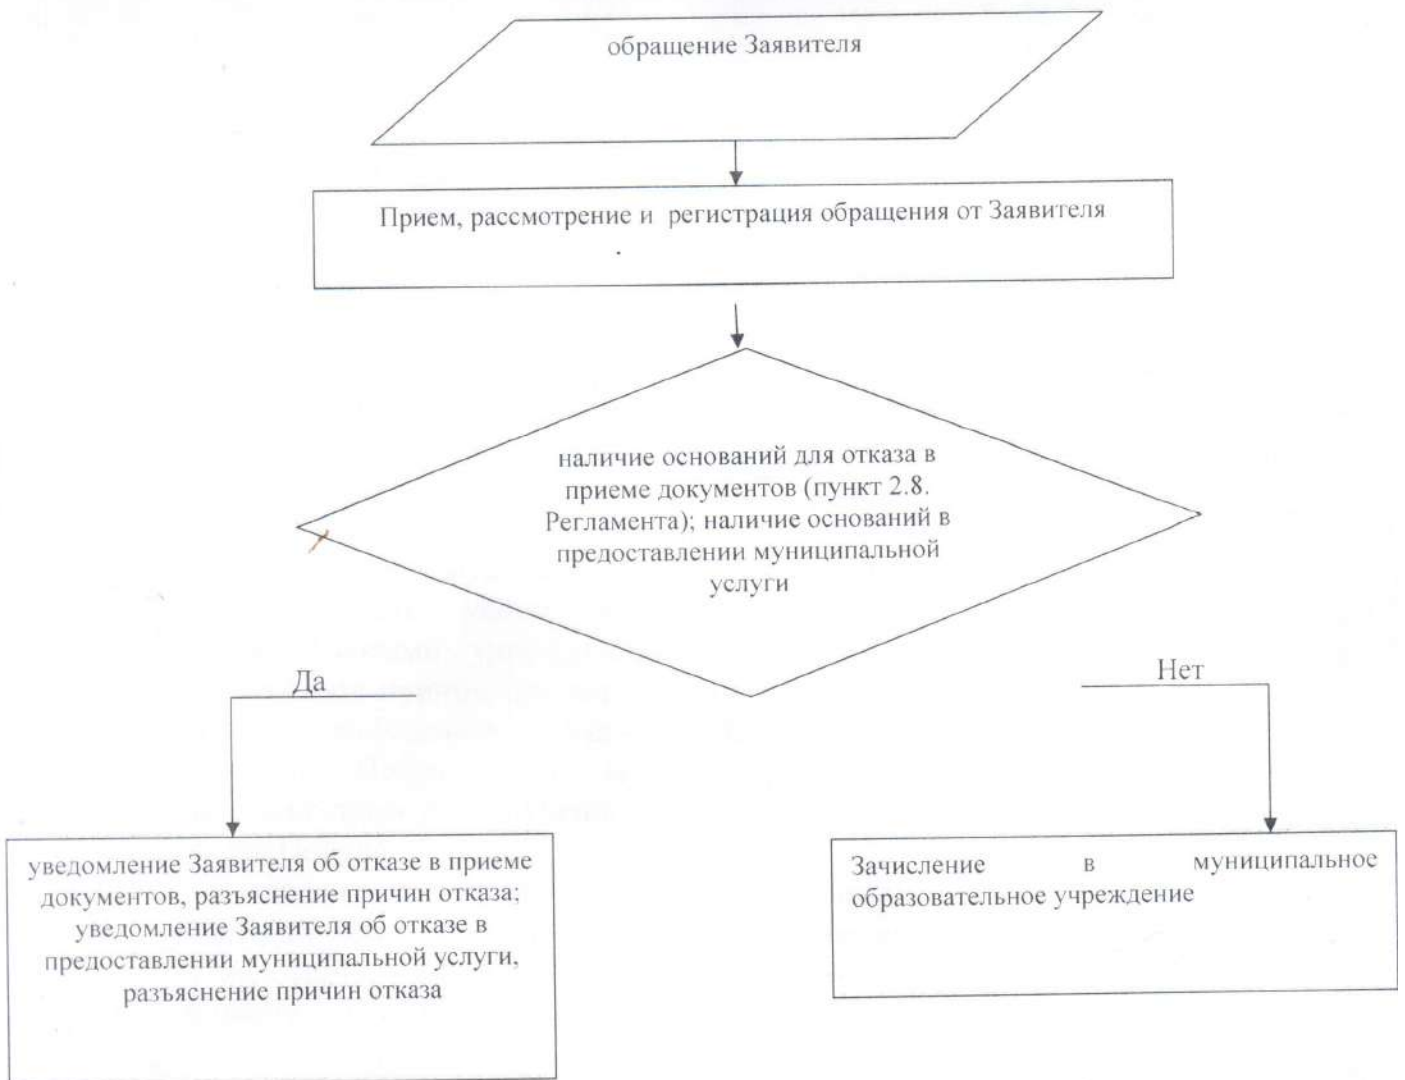 обращение Заявителя
Прием, рассмотрение и регистрация обращения от Заявителя
наличие оснований для отказа в
приеме документов (пункт 2.8.
Регламента); наличие оснований в
предоставлении муниципальной
услуги
Да
Нет
уведомление Заявителя об отказе в приеме
документов, разъяснение причин отказа;
уведомление Заявителя об отказе в
предоставлении муниципальной услуги,
разъяснение причин отказа
Зачисление в муниципальное
образовательное учреждение